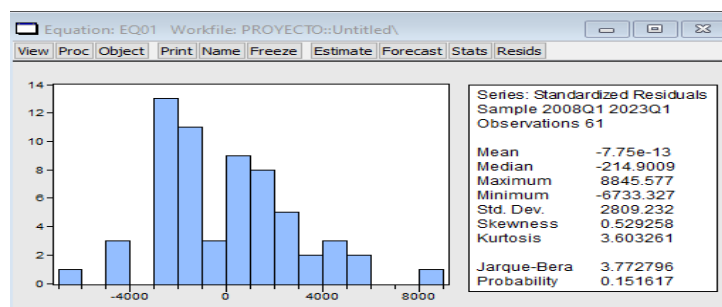 Equation: EQ01 Workfile: PROYECTO::Untitled\
View Proc Object Print Name Freeze Estimate Forecast Stats Resids
14
12
10
8
6
4
2
0
-4000 0 4000 8000
Series: Standardized Residuals
Sample 2008Q1 2023Q1
Observations 61
Mean -7.75e-13
Median -214.9009
Maximum 8845.577
Minimum -6733.327
Std. Dev. 2809.232
Skewness 0.529258
Kurtosis 3.603261
Jarque-Bera 3.772796
Probability 0.151617